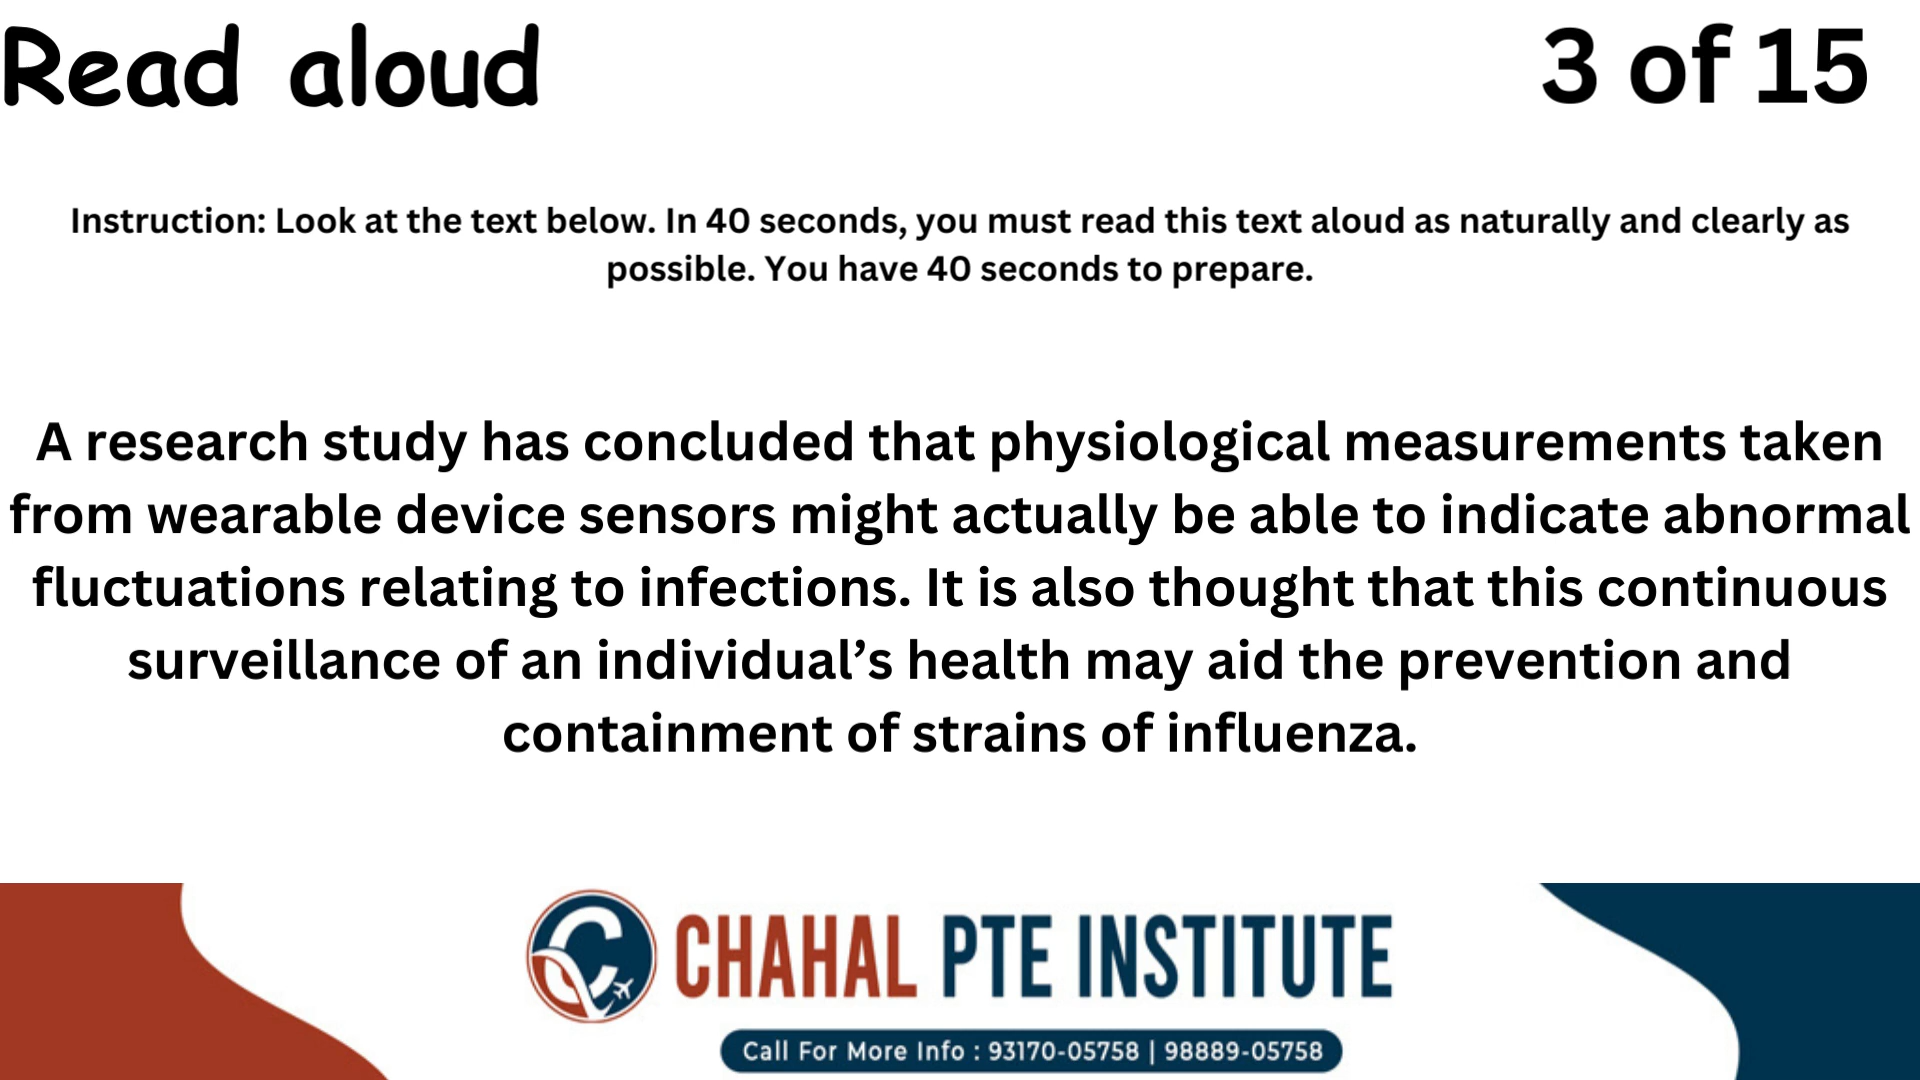 Read aloud
3 of 15
Instruction: Look at the text below. In 40 seconds, you must read this text aloud as naturally and clearly as
possible. You have 40 seconds to prepare.
A research study has concluded that physiological measurements taken
from wearable device sensors might actually be able to indicate abnormal
fluctuations relating to infections. It is also thought that this continuous
surveillance of an individual’s health may aid the prevention and
containment of strains of influenza.
CHAHAL PTE INSTITUTE
Call For More Info : 93170-05758 | 98889-05758